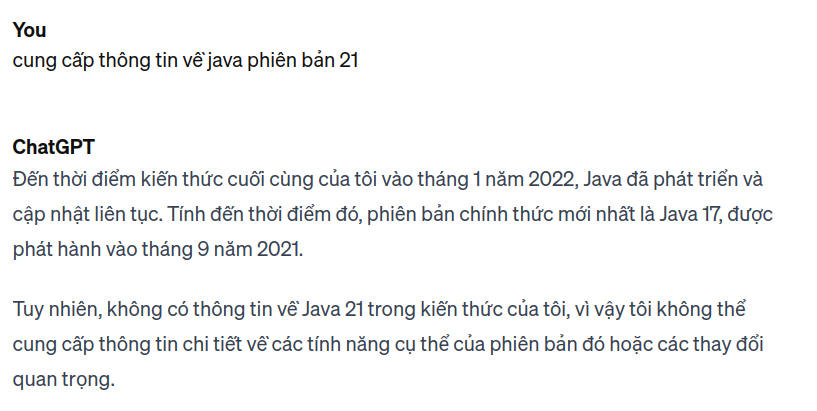 You
cung cấp thông tin về java phiên bản 21
ChatGPT
Đến thời điểm kiến thức cuối cùng của tôi vào tháng 1 năm 2022, Java đã phát triển và
cập nhật liên tục. Tính đến thời điểm đó, phiên bản chính thức mới nhất là Java 17, được
phát hành vào tháng 9 năm 2021.
Tuy nhiên, không có thông tin về Java 21 trong kiến thức của tôi, vì vậy tôi không thể
cung cấp thông tin chi tiết về các tính năng cụ thể của phiên bản đó hoặc các thay đổi
quan trọng.